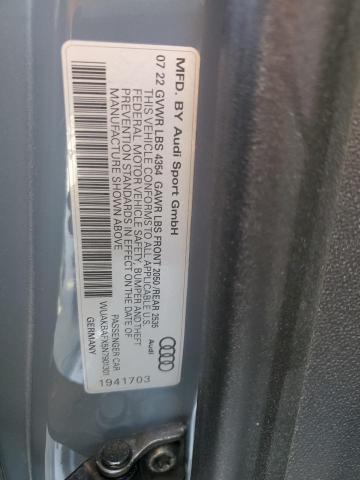 MFD. BY Audi Sport GmbH
07 22 GVWR LBS 4354 GAWR LBS FRONT 2050/REAR 2535
THIS VEHICLE CONFORMS TO ALL APPLICABLE U.S.
FEDERAL MOTOR VEHICLE SAFETY, BUMPER AND THEFT
PREVENTION STANDARDS IN EFFECT ON THE DATE OF
MANUFACTURE SHOWN ABOVE
Audi
PASSENGER CAR
WUAKBAFX6N7901301
GERMANY
1941703